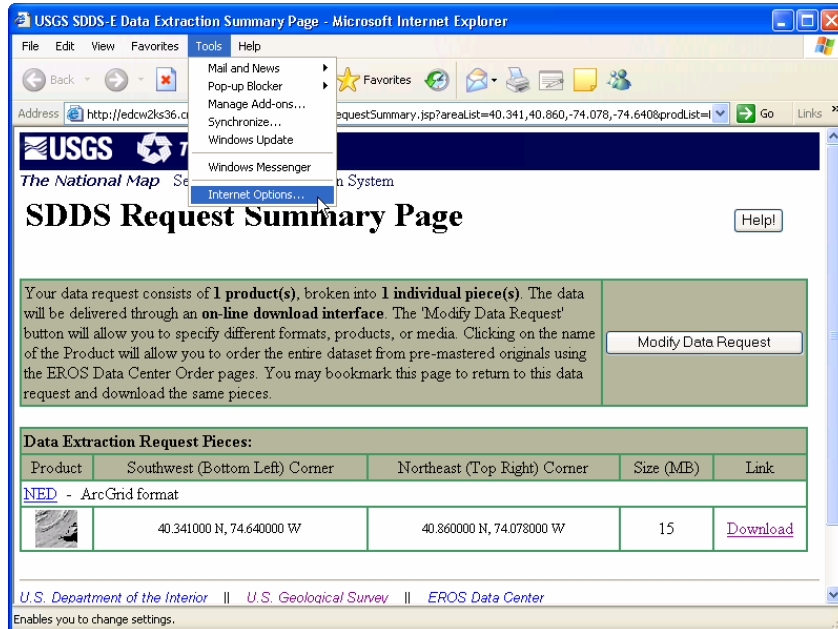 USGS SDDS-E Data Extraction Summary Page - Microsoft Internet Explorer
File Edit View Favorites Tools Help
Back Favorites
Address http://edcw2ks36.cr equestSummary.jsp?areaList=40.341,40.860,-74.078,-74.640&prodList= Go Links »
Mail and News
Pop-up Blocker
Manage Add-ons...
Synchronize...
Windows Update
Windows Messenger
Internet Options...
USGS
The National Map Se n System
SDDS Request Summary Page
Help!
Your data request consists of 1 product(s), broken into 1 individual piece(s). The data
will be delivered through an on-line download interface. The 'Modify Data Request'
button will allow you to specify different formats, products, or media. Clicking on the name
of the Product will allow you to order the entire dataset from pre-mastered originals using
the EROS Data Center Order pages. You may bookmark this page to return to this data
request and download the same pieces.
Modify Data Request
Data Extraction Request Pieces:
Product Southwest (Bottom Left) Corner Northeast (Top Right) Corner Size (MB) Link
NED - ArcGrid format
40.341000 N, 74.640000 W 40.860000 N, 74.078000 W 15 Download
U.S. Department of the Interior || U.S. Geological Survey || EROS Data Center
Enables you to change settings.